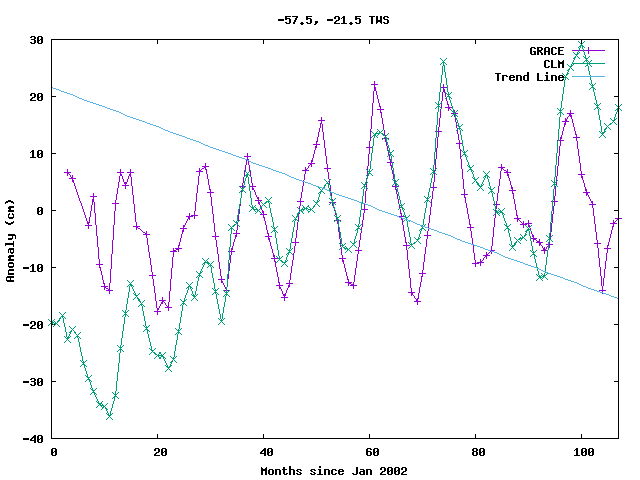 -57.5, -21.5 TWS
GRACE
CLM
Trend Line
30
20
10
0
-10
-20
-30
-40
Anomaly (cm)
0 20 40 60 80 100
Months since Jan 2002